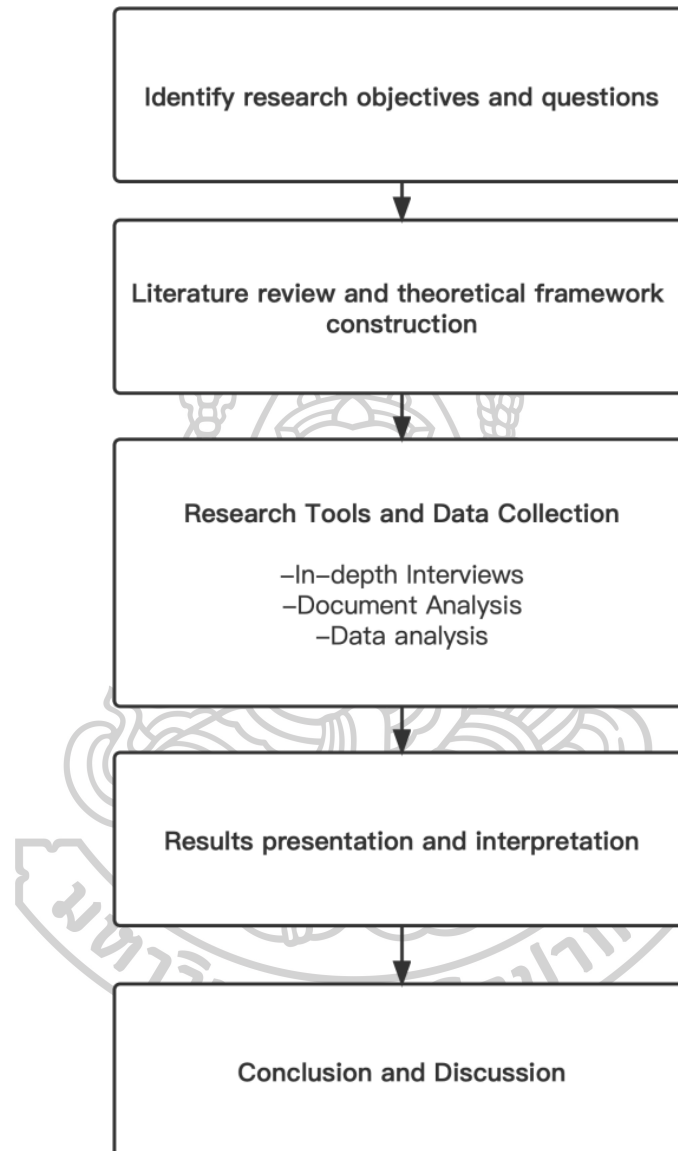 Identify research objectives and questions
Literature review and theoretical framework
construction
Research Tools and Data Collection
–In-depth Interviews
–Document Analysis
–Data analysis
Results presentation and interpretation
Conclusion and Discussion